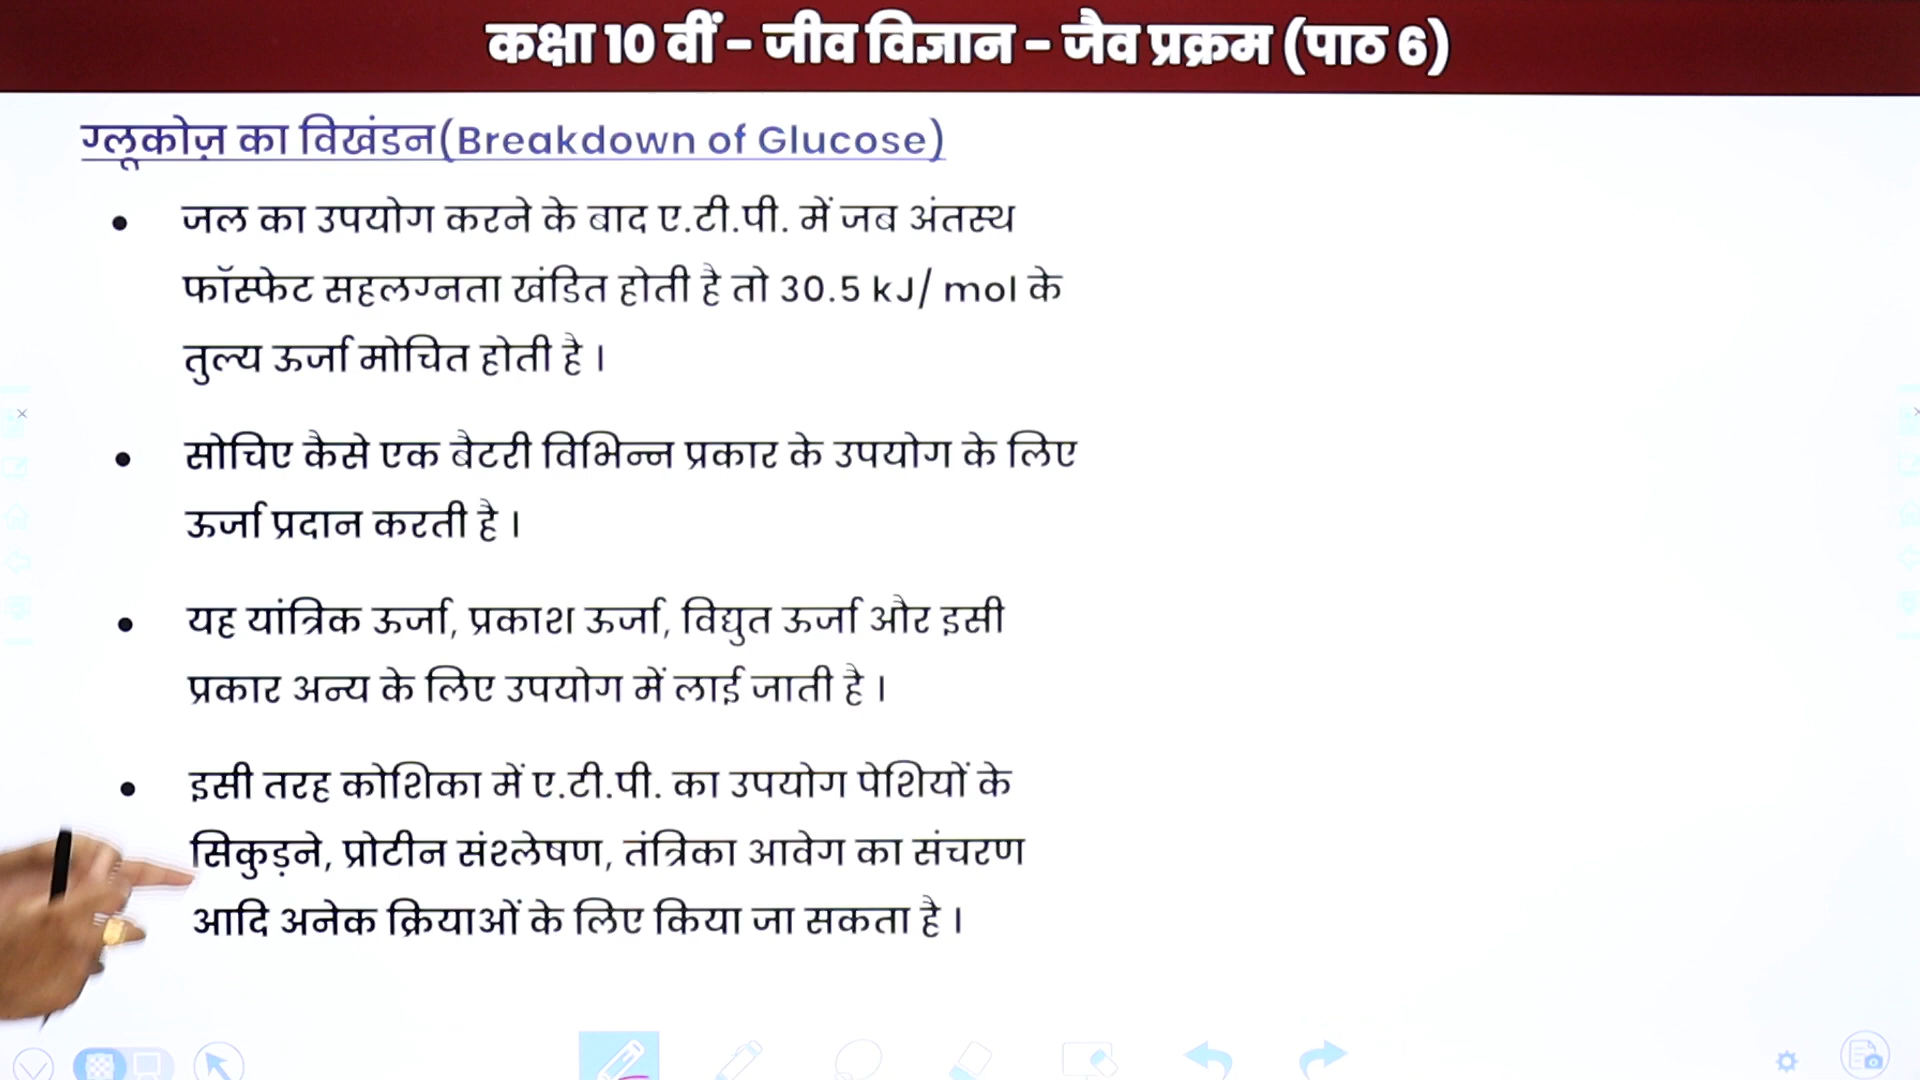 कक्षा 10 वीं - जीव विज्ञान - जैव प्रक्रम (पाठ 6)
ग्लूकोज़ का विखंडन(Breakdown of Glucose)
• जल का उपयोग करने के बाद ए.टी.पी. में जब अंतस्थ
फॉस्फेट सहलग्नता खंडित होती है तो 30.5 kJ/ mol के
तुल्य ऊर्जा मोचित होती है ।
• सोचिए कैसे एक बैटरी विभिन्न प्रकार के उपयोग के लिए
ऊर्जा प्रदान करती है ।
• यह यांत्रिक ऊर्जा, प्रकाश ऊर्जा, विद्युत ऊर्जा और इसी
प्रकार अन्य के लिए उपयोग में लाई जाती है ।
• इसी तरह कोशिका में ए.टी.पी. का उपयोग पेशियों के
सिकुड़ने, प्रोटीन संश्लेषण, तंत्रिका आवेग का संचरण
आदि अनेक क्रियाओं के लिए किया जा सकता है ।